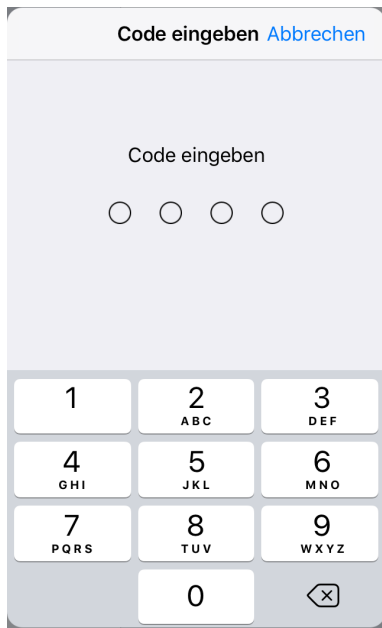 Code eingeben Abbrechen
Code eingeben
1 2 3
ABC DEF
4 5 6
GHI JKL MNO
7 8 9
PQRS TUV WXYZ
0